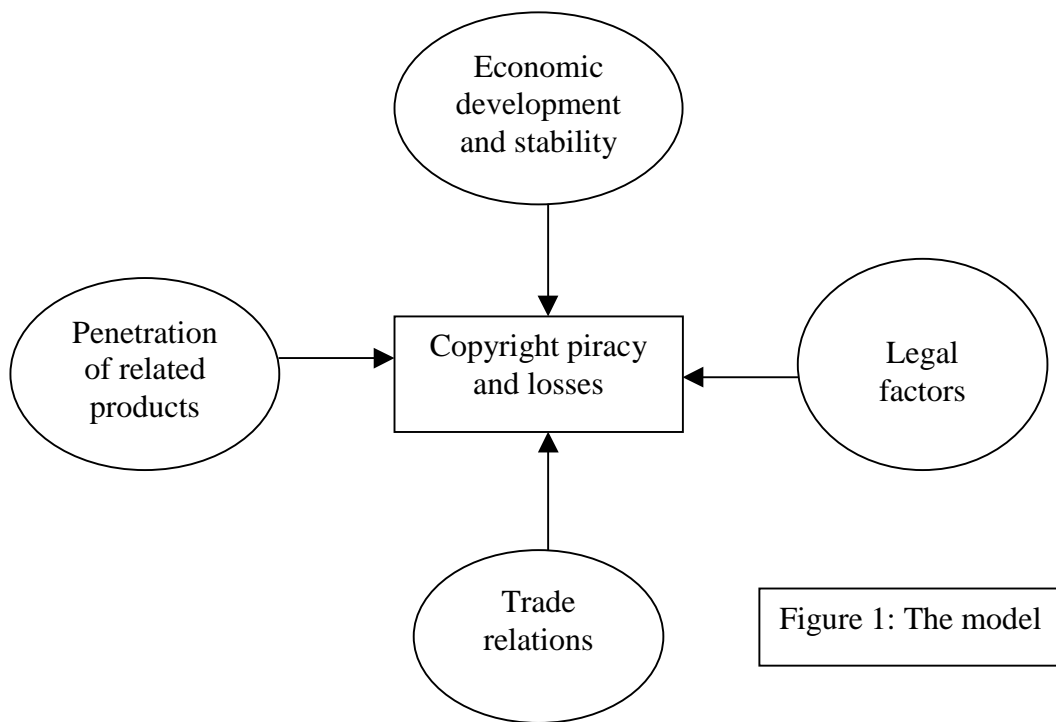 Economic
development
and stability
Penetration
of related
products
Copyright piracy
and losses
Legal
factors
Trade
relations
Figure 1: The model